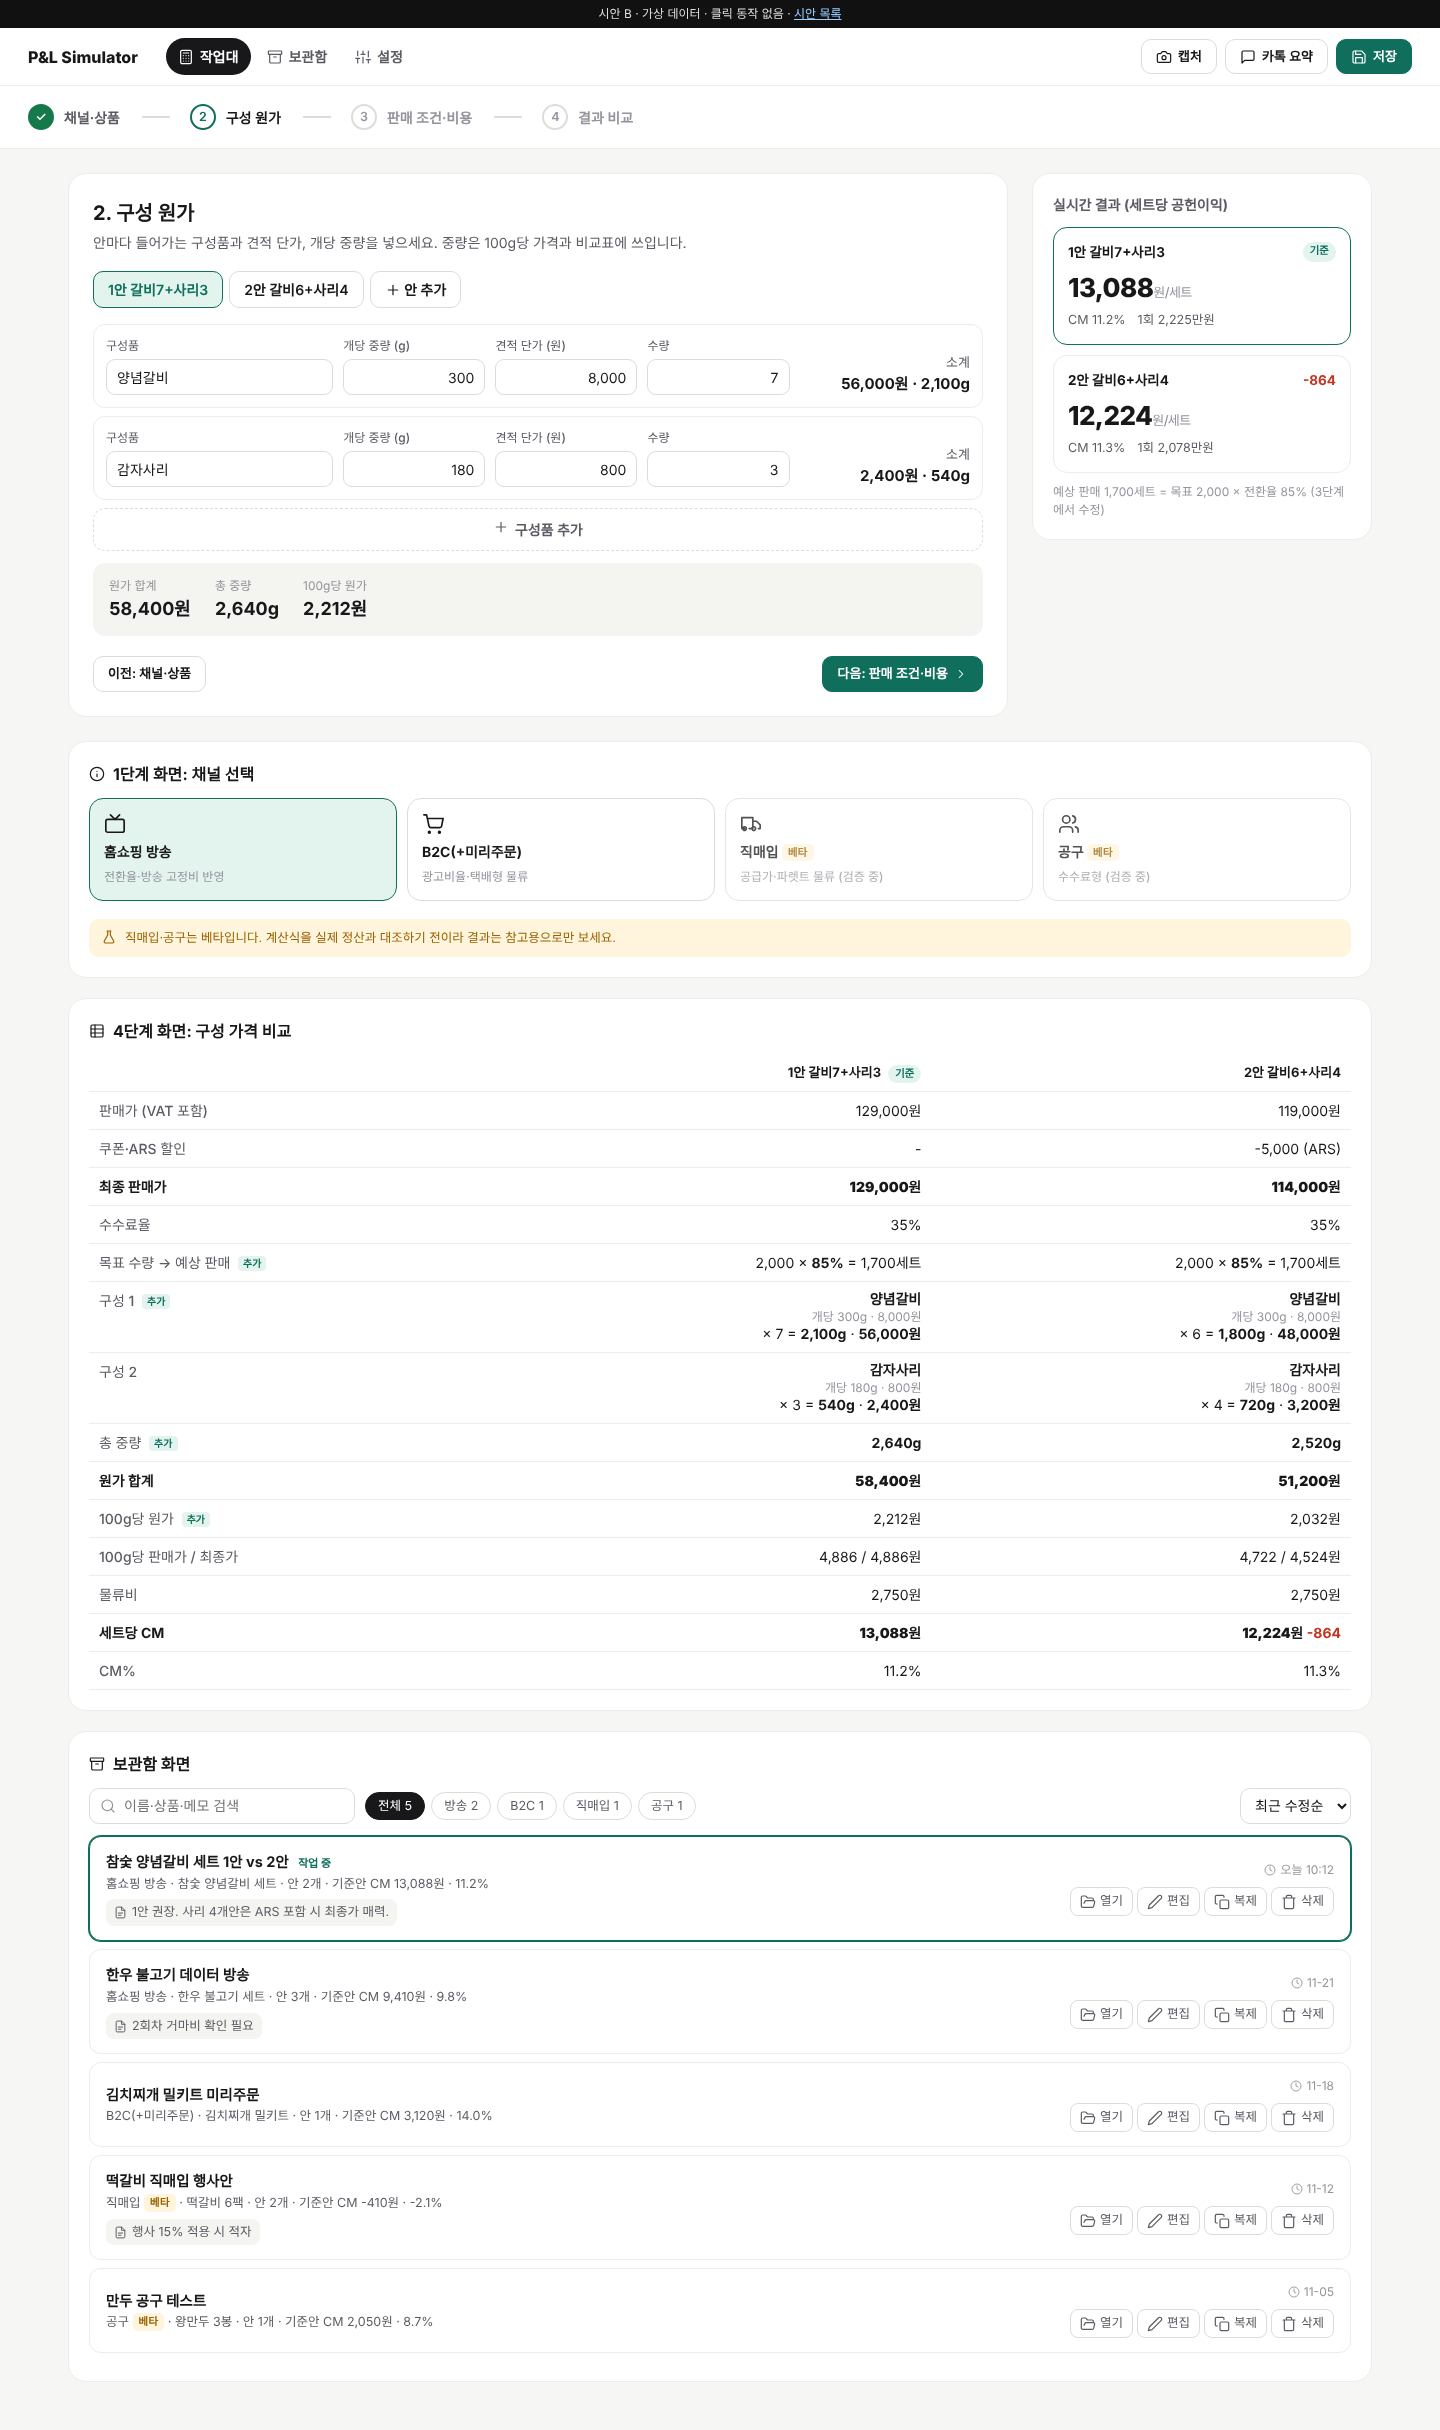 시안 B · 가상 데이터 · 클릭 동작 없음 · 시안 목록
P&L Simulator 작업대 보관함 설정 캡처 카톡 요약 저장
채널·상품 2 구성 원가 3 판매 조건·비용 4 결과 비교
2. 구성 원가
안마다 들어가는 구성품과 견적 단가, 개당 중량을 넣으세요. 중량은 100g당 가격과 비교표에 쓰입니다.
1안 갈비7+사리3 2안 갈비6+사리4 + 안 추가
구성품 개당 중량 (g) 견적 단가 (원) 수량 소계
양념갈비 300 8,000 7 56,000원 · 2,100g
구성품 개당 중량 (g) 견적 단가 (원) 수량 소계
감자사리 180 800 3 2,400원 · 540g
+ 구성품 추가
원가 합계 총 중량 100g당 원가
58,400원 2,640g 2,212원
이전: 채널·상품 다음: 판매 조건·비용 >
실시간 결과 (세트당 공헌이익)
1안 갈비7+사리3 기준
13,088원/세트
CM 11.2% 1회 2,225만원
2안 갈비6+사리4 -864
12,224원/세트
CM 11.3% 1회 2,078만원
예상 판매 1,700세트 = 목표 2,000 × 전환율 85% (3단계
에서 수정)
1단계 화면: 채널 선택
홈쇼핑 방송 B2C(+미리주문) 직매입 베타 공구 베타
전환율·방송 고정비 반영 광고비율·택배형 물류 공급가·파렛트 물류 (검증 중) 수수료형 (검증 중)
직매입·공구는 베타입니다. 계산식을 실제 정산과 대조하기 전이라 결과는 참고용으로만 보세요.
4단계 화면: 구성 가격 비교
1안 갈비7+사리3 기준 2안 갈비6+사리4
판매가 (VAT 포함) 129,000원 119,000원
쿠폰·ARS 할인 - -5,000 (ARS)
최종 판매가 129,000원 114,000원
수수료율 35% 35%
목표 수량 → 예상 판매 추가 2,000 × 85% = 1,700세트 2,000 × 85% = 1,700세트
구성 1 추가 양념갈비 양념갈비
개당 300g · 8,000원 개당 300g · 8,000원
× 7 = 2,100g · 56,000원 × 6 = 1,800g · 48,000원
구성 2 감자사리 감자사리
개당 180g · 800원 개당 180g · 800원
× 3 = 540g · 2,400원 × 4 = 720g · 3,200원
총 중량 추가 2,640g 2,520g
원가 합계 58,400원 51,200원
100g당 원가 추가 2,212원 2,032원
100g당 판매가 / 최종가 4,886 / 4,886원 4,722 / 4,524원
물류비 2,750원 2,750원
세트당 CM 13,088원 12,224원 -864
CM% 11.2% 11.3%
보관함 화면
이름·상품·메모 검색 전체 5 방송 2 B2C 1 직매입 1 공구 1 최근 수정순
참숯 양념갈비 세트 1안 vs 2안 작업 중
홈쇼핑 방송 · 참숯 양념갈비 세트 · 안 2개 · 기준안 CM 13,088원 · 11.2%
1안 권장. 사리 4개안은 ARS 포함 시 최종가 매력.
오늘 10:12
열기 편집 복제 삭제
한우 불고기 데이터 방송
홈쇼핑 방송 · 한우 불고기 세트 · 안 3개 · 기준안 CM 9,410원 · 9.8%
2회차 거마비 확인 필요
11-21
열기 편집 복제 삭제
김치찌개 밀키트 미리주문
B2C(+미리주문) · 김치찌개 밀키트 · 안 1개 · 기준안 CM 3,120원 · 14.0%
11-18
열기 편집 복제 삭제
떡갈비 직매입 행사안
직매입 베타 · 떡갈비 6팩 · 안 2개 · 기준안 CM -410원 · -2.1%
행사 15% 적용 시 적자
11-12
열기 편집 복제 삭제
만두 공구 테스트
공구 베타 · 왕만두 3봉 · 안 1개 · 기준안 CM 2,050원 · 8.7%
11-05
열기 편집 복제 삭제